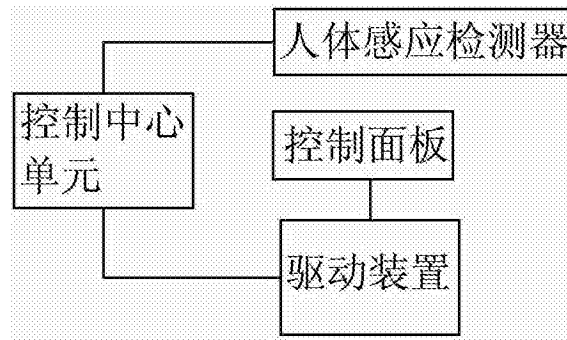 人体感应检测器
控制中心
单元
控制面板
驱动装置